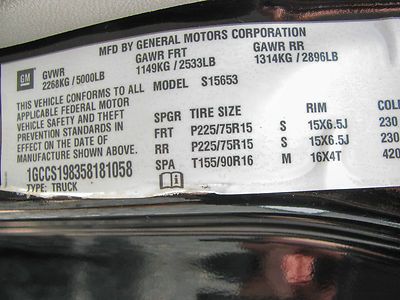 MFD BY GENERAL MOTORS CORPORATION
GM GVWR GAWR FRT GAWR RR
2268KG / 5000LB 1149KG / 2533LB 1314KG / 2896LB
THIS VEHICLE CONFORMS TO ALL MODEL S15653
APPLICABLE FEDERAL MOTOR
VEHICLE SAFETY AND THEFT
PREVENTION STANDARDS IN
EFFECT ON THE DATE OF
MANUFACTURE SHOWN ABOVE.
1GCCS198358181058
TYPE: TRUCK
SPGR TIRE SIZE RIM COL
FRT P225/75R15 S 15X6.5J 230
RR P225/75R15 S 15X6.5J 230
SPA T155/90R16 M 16X4T 420